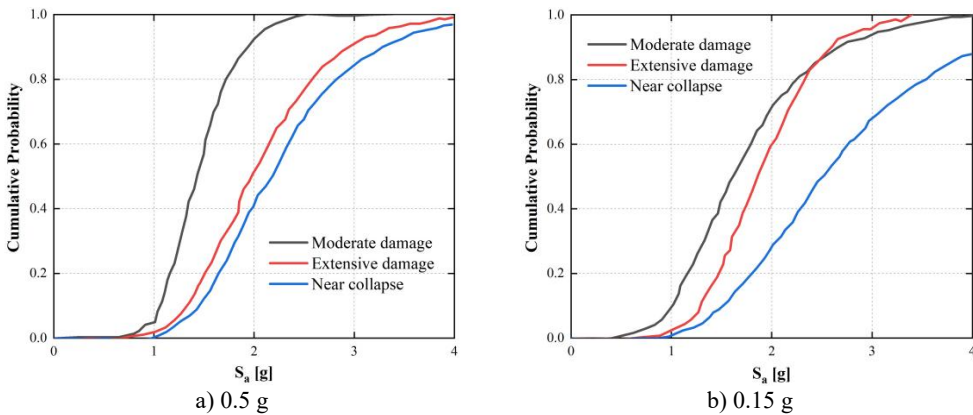 1.0
0.8
0.6
0.4
0.2
0.0
Cumulative Probability
Moderate damage
Extensive damage
Near collapse
0 1 2 3 4
Sa [g]
a) 0.5 g
1.0
0.8
0.6
0.4
0.2
0.0
Cumulative Probability
Moderate damage
Extensive damage
Near collapse
0 1 2 3 4
Sa [g]
b) 0.15 g